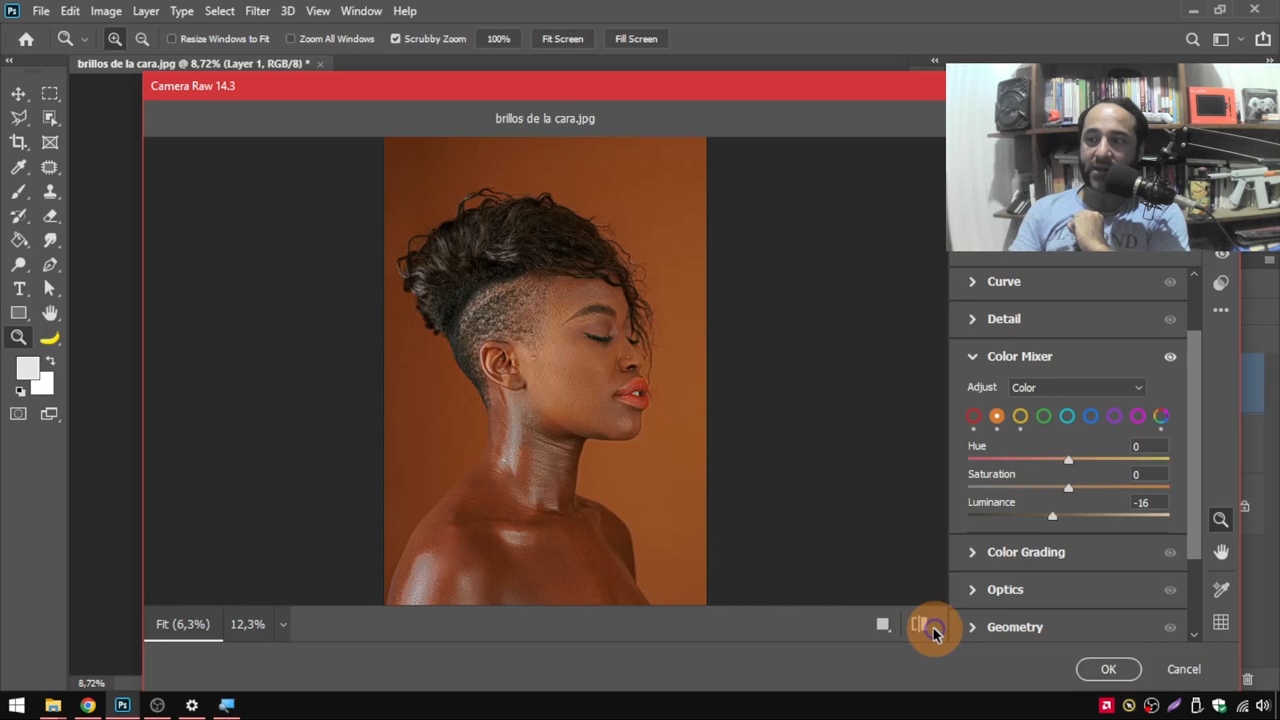 Ps File Edit Image Layer Type Select Filter 3D View Window Help
Resize Windows to Fit Zoom All Windows Scrubby Zoom 100% Fit Screen Fill Screen
brillos de la cara.jpg @ 8,72% (Layer 1, RGB/8) *
Camera Raw 14.3
brillos de la cara.jpg
Curve
Detail
Color Mixer
Adjust Color
Hue 0
Saturation 0
Luminance -16
Color Grading
Optics
Geometry
Fit (6,3%) 12,3%
OK Cancel
8,72%
Ps